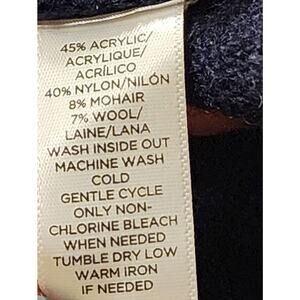 45% ACRYLIC/
ACRYLIQUE/
ACRÍLICO
40% NYLON/NILÓN
8% MOHAIR
7% WOOL/
LAINE/LANA
WASH INSIDE OUT
MACHINE WASH
COLD
GENTLE CYCLE
ONLY NON-
CHLORINE BLEACH
WHEN NEEDED
TUMBLE DRY LOW
WARM IRON
IF NEEDED